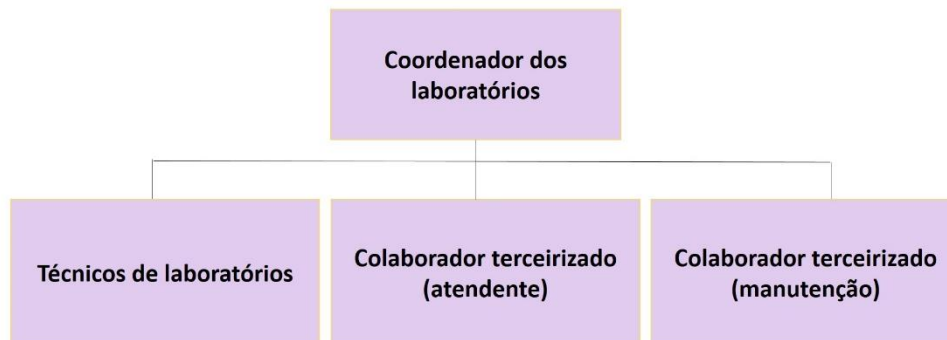 Coordenador dos
laboratórios
Técnicos de laboratórios
Colaborador terceirizado
(atendente)
Colaborador terceirizado
(manutenção)